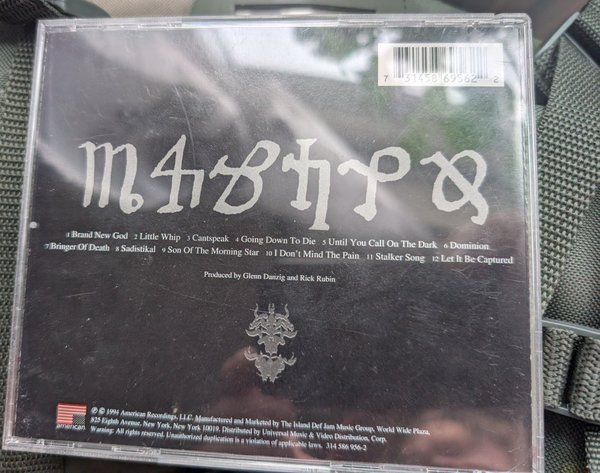 7 31458 69562 2
1 Brand New God 2 Little Whip 3 Cantspeak 4 Going Down To Die 5 Until You Call On The Dark 6 Dominion
7 Bringer Of Death 8 Sadistikal 9 Son Of The Morning Star 10 I Don't Mind The Pain 11 Stalker Song 12 Let It Be Captured
Produced by Glenn Danzig and Rick Rubin
american
℗ © 1994 American Recordings, LLC. Manufactured and Marketed by The Island Def Jam Music Group, World Wide Plaza,
825 Eighth Avenue, New York, New York 10019. Distributed by Universal Music & Video Distribution, Corp.
Warning: All rights reserved. Unauthorized duplication is a violation of applicable laws. 314 586 956-2